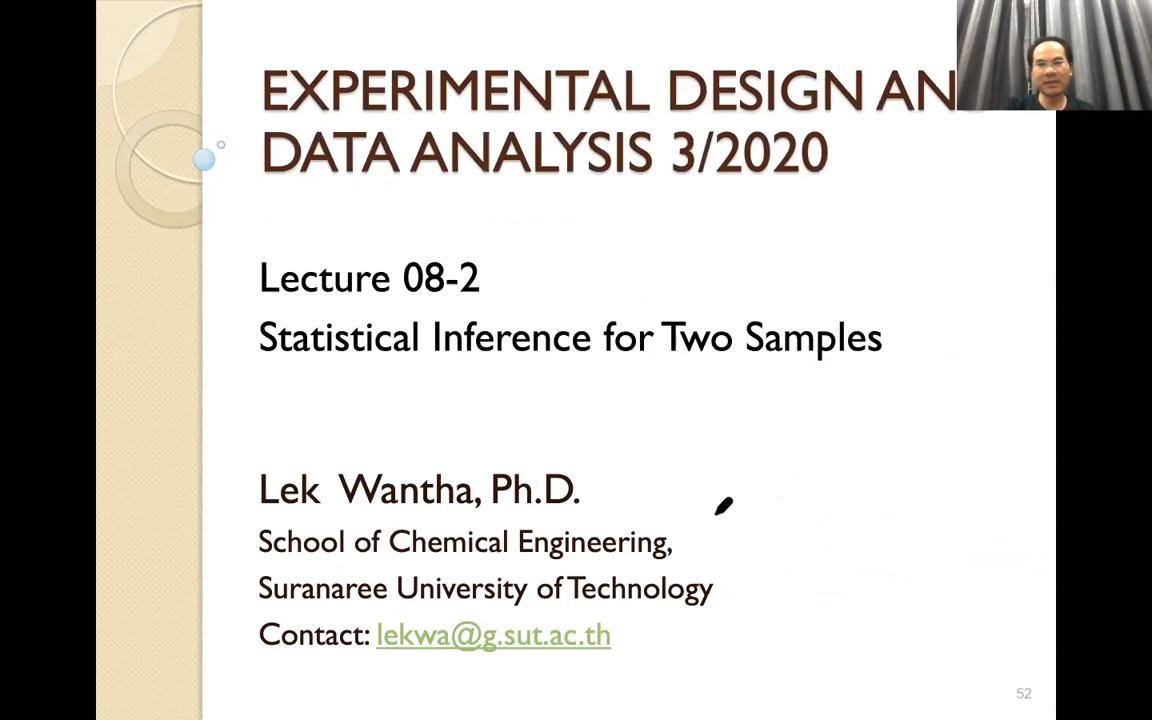 EXPERIMENTAL DESIGN AN
DATA ANALYSIS 3/2020
Lecture 08-2
Statistical Inference for Two Samples
Lek Wantha, Ph.D.
School of Chemical Engineering,
Suranaree University of Technology
Contact: lekwa@g.sut.ac.th
52